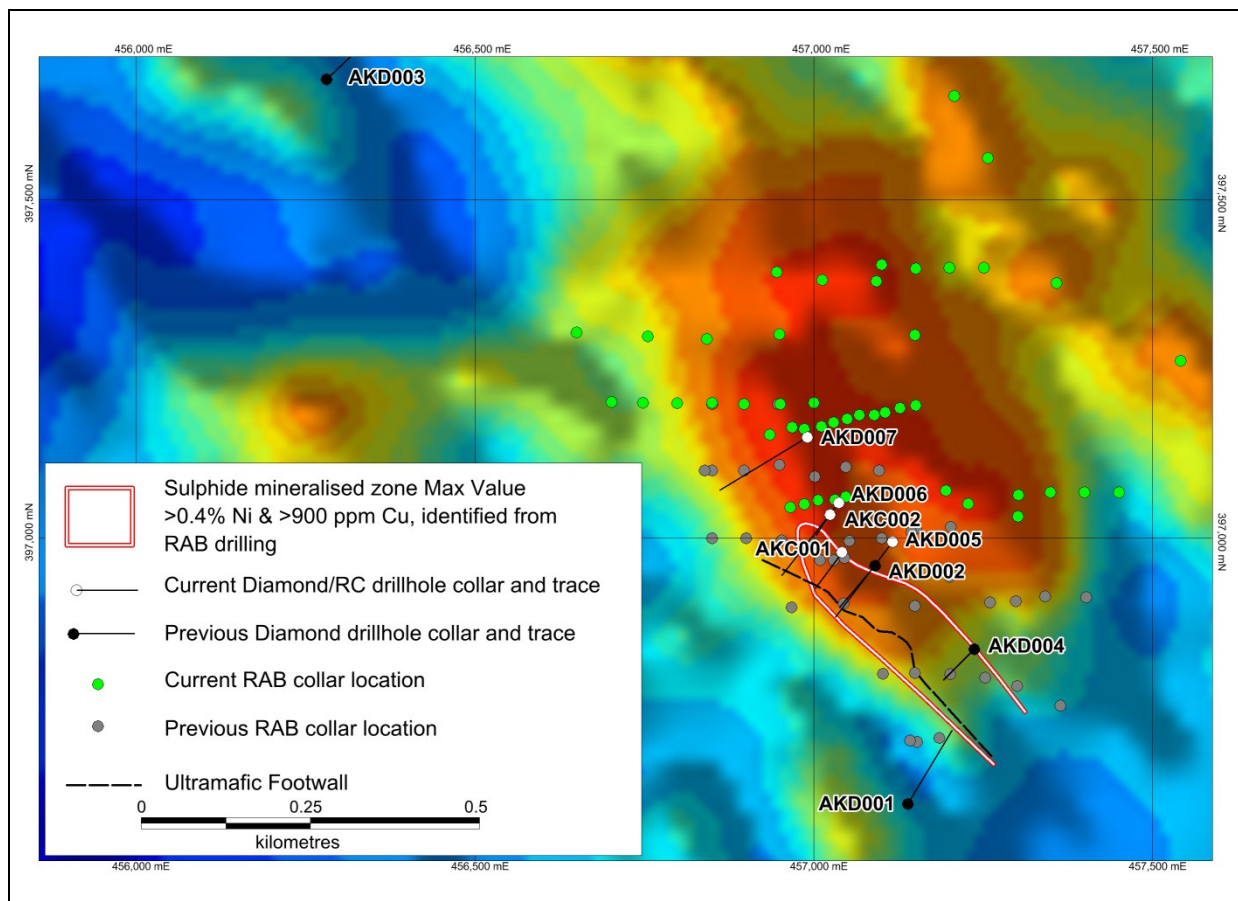 456,000 mE
456,500 mE
457,000 mE
457,500 mE
AKD003
397,500 mN
397,500 mN
AKD007
AKD006
AKC002
AKC001
AKD005
AKD002
397,000 mN
397,000 mN
AKD004
AKD001
Sulphide mineralised zone Max Value
>0.4% Ni & >900 ppm Cu, identified from
RAB drilling
Current Diamond/RC drillhole collar and trace
Previous Diamond drillhole collar and trace
Current RAB collar location
Previous RAB collar location
Ultramafic Footwall
0 0.25 0.5
kilometres
456,000 mE
456,500 mE
457,000 mE
457,500 mE